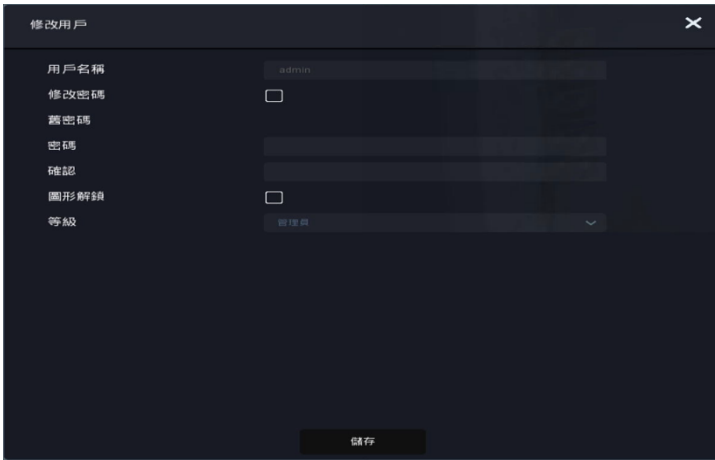 修改用戶
用戶名稱 admin
修改密碼
舊密碼
密碼
確認
圖形解鎖
等級 管理員
儲存